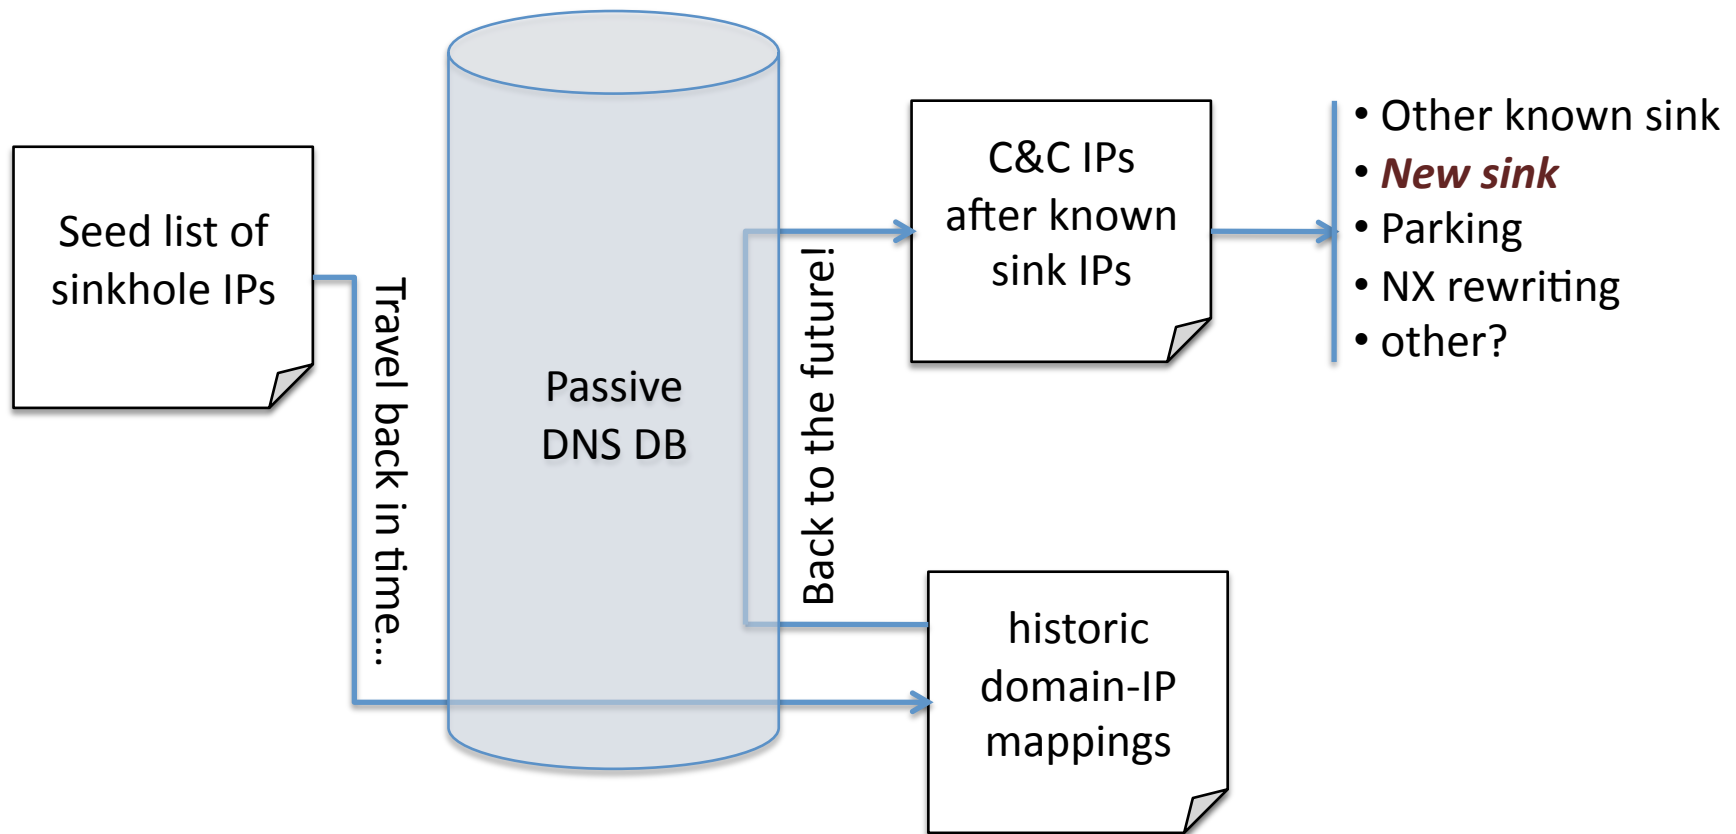 Seed list of
sinkhole IPs
Travel back in time...
Passive
DNS DB
Back to the future!
C&C IPs
after known
sink IPs
• Other known sink
• New sink
• Parking
• NX rewriting
• other?
historic
domain-IP
mappings